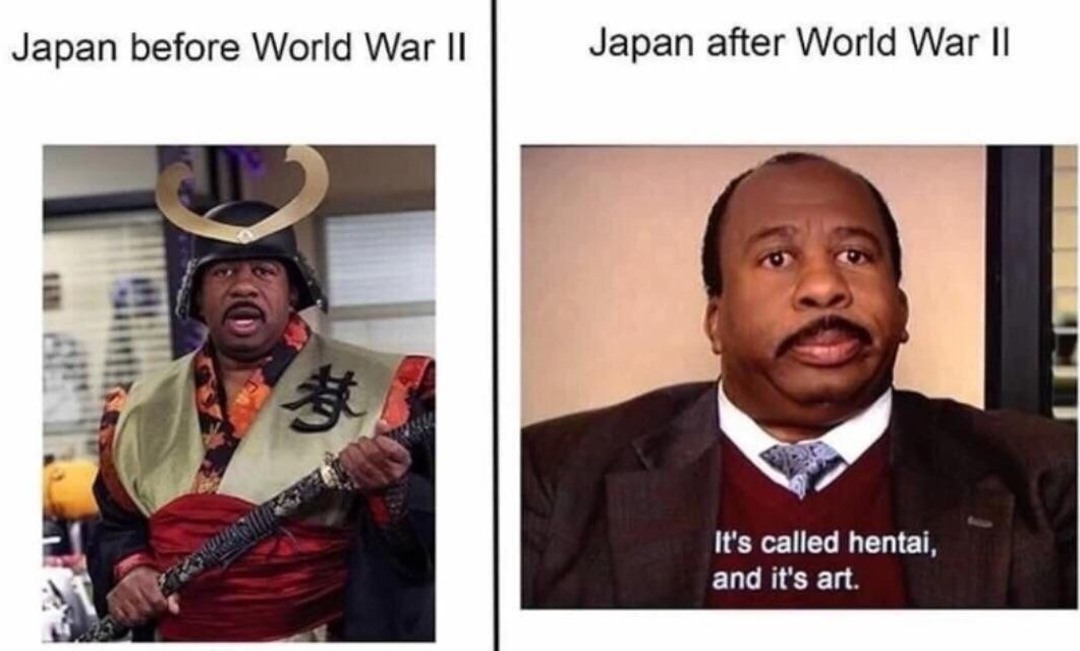 Japan before World War II
Japan after World War II
It's called hentai,
and it's art.